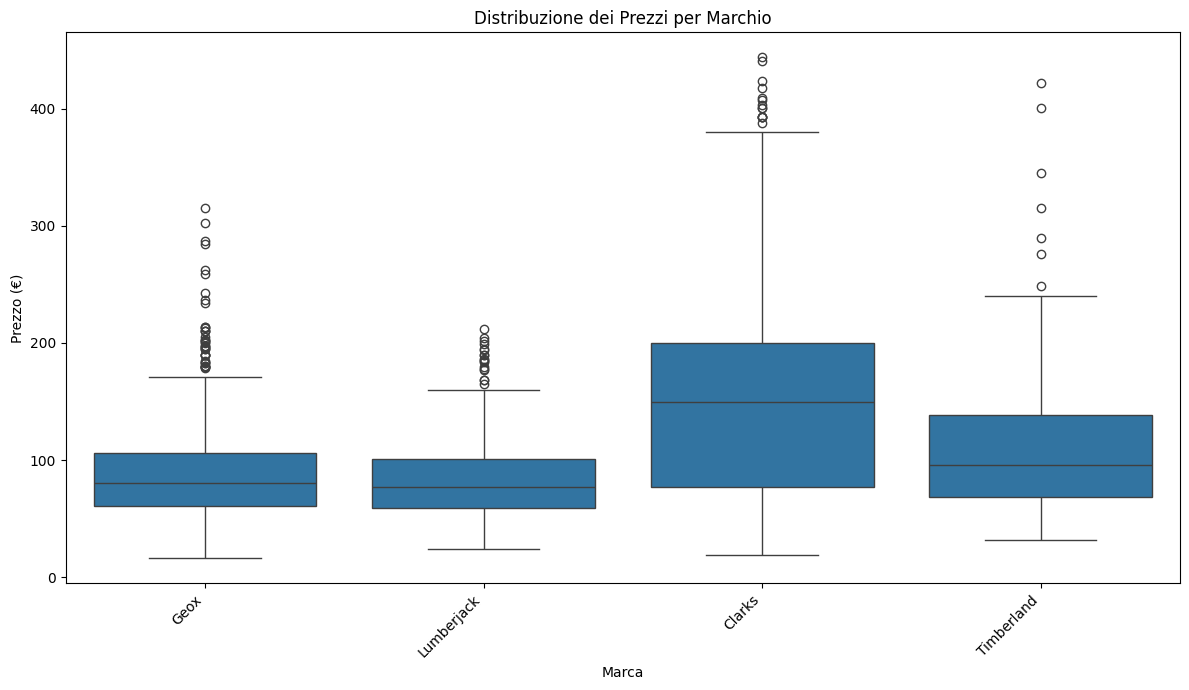 Distribuzione dei Prezzi per Marchio
Prezzo (€)
400
300
200
100
0
Geox
Lumberjack
Clarks
Timberland
Marca